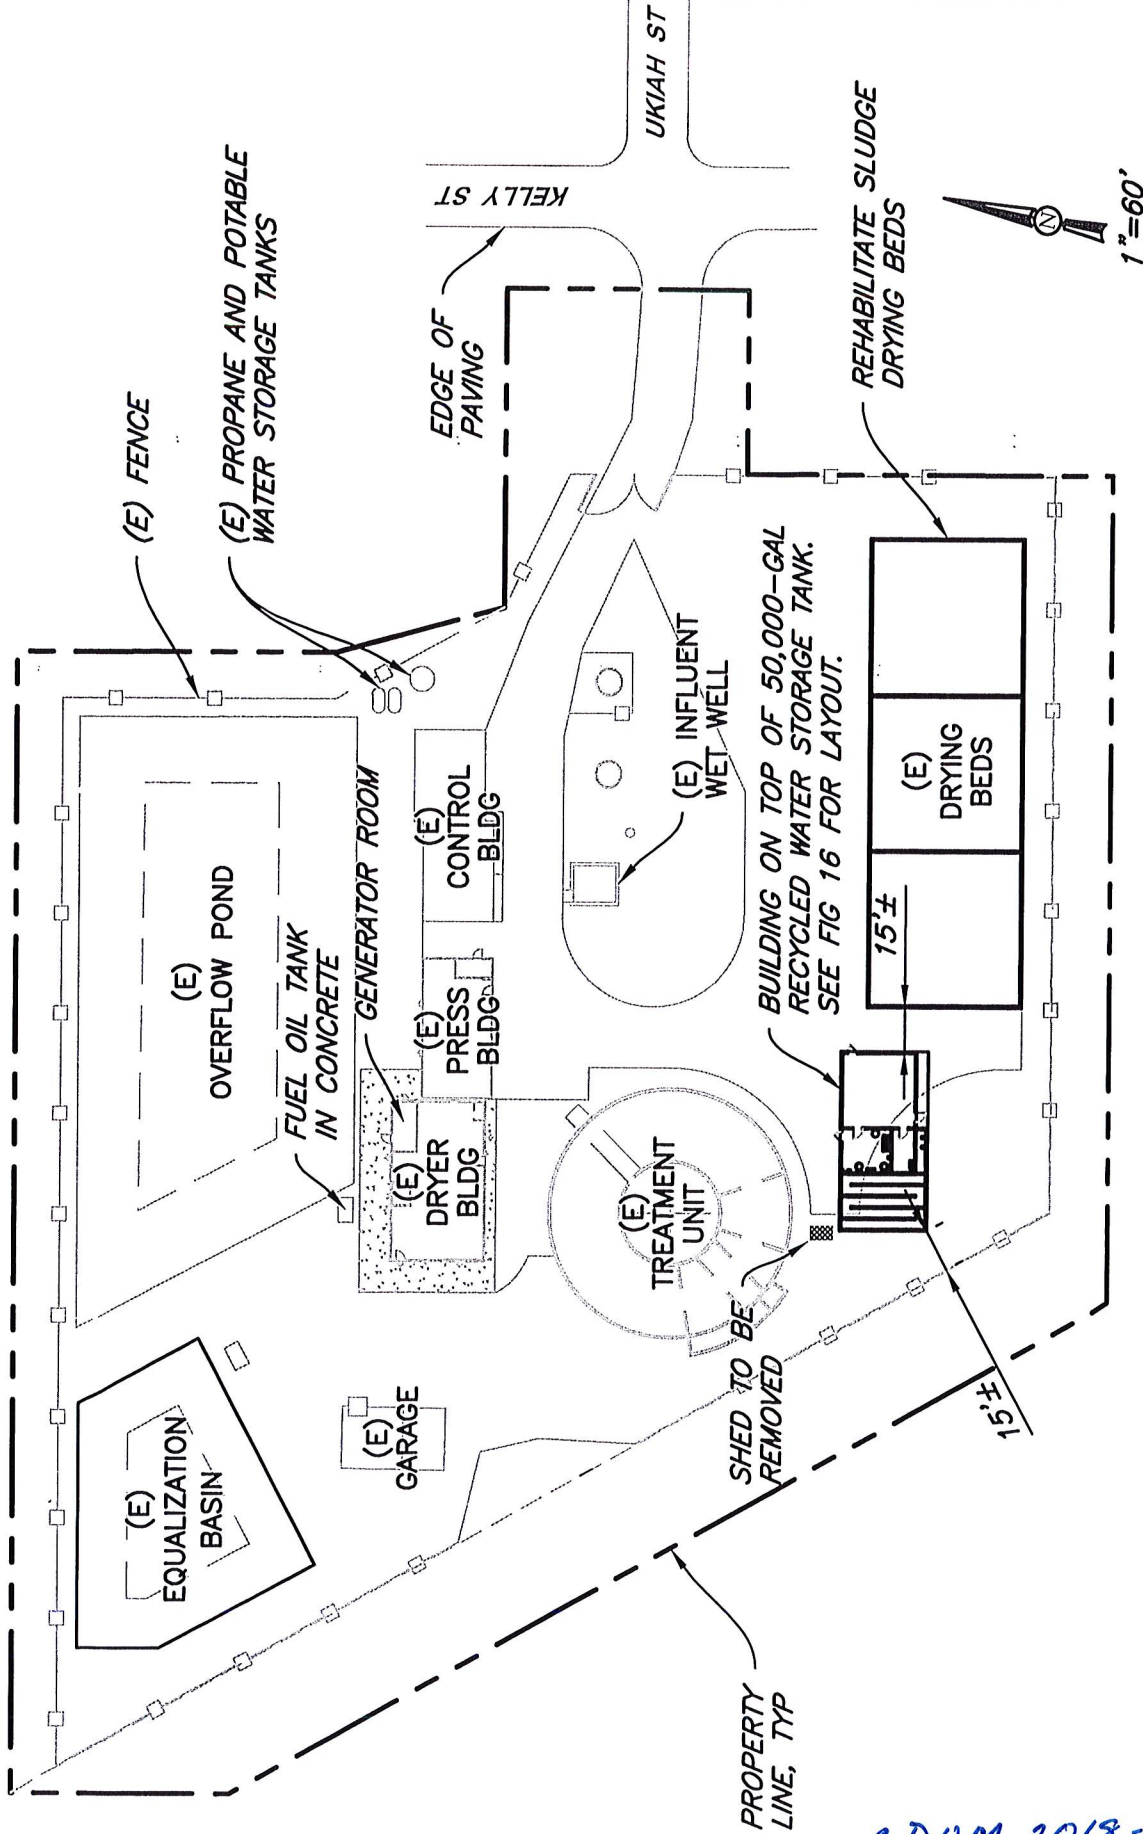 UKIAH ST
KELLY ST
EDGE OF
PAVING
(E) FENCE
(E) PROPANE AND POTABLE
WATER STORAGE TANKS
REHABILITATE SLUDGE
DRYING BEDS
N
1"=60'
(E)
OVERFLOW POND
FUEL OIL TANK
IN CONCRETE
GENERATOR ROOM
(E)
CONTROL
BLDG
(E)
PRESS
BLDG
(E)
DRYER
BLDG
(E) INFLUENT
WET WELL
BUILDING ON TOP OF 50,000-GAL
RECYCLED WATER STORAGE TANK.
SEE FIG 16 FOR LAYOUT.
(E)
DRYING
BEDS
15'±
(E)
TREATMENT
UNIT
(E)
EQUALIZATION
BASIN
(E)
GARAGE
SHED TO BE
REMOVED
15'±
PROPERTY
LINE, TYP